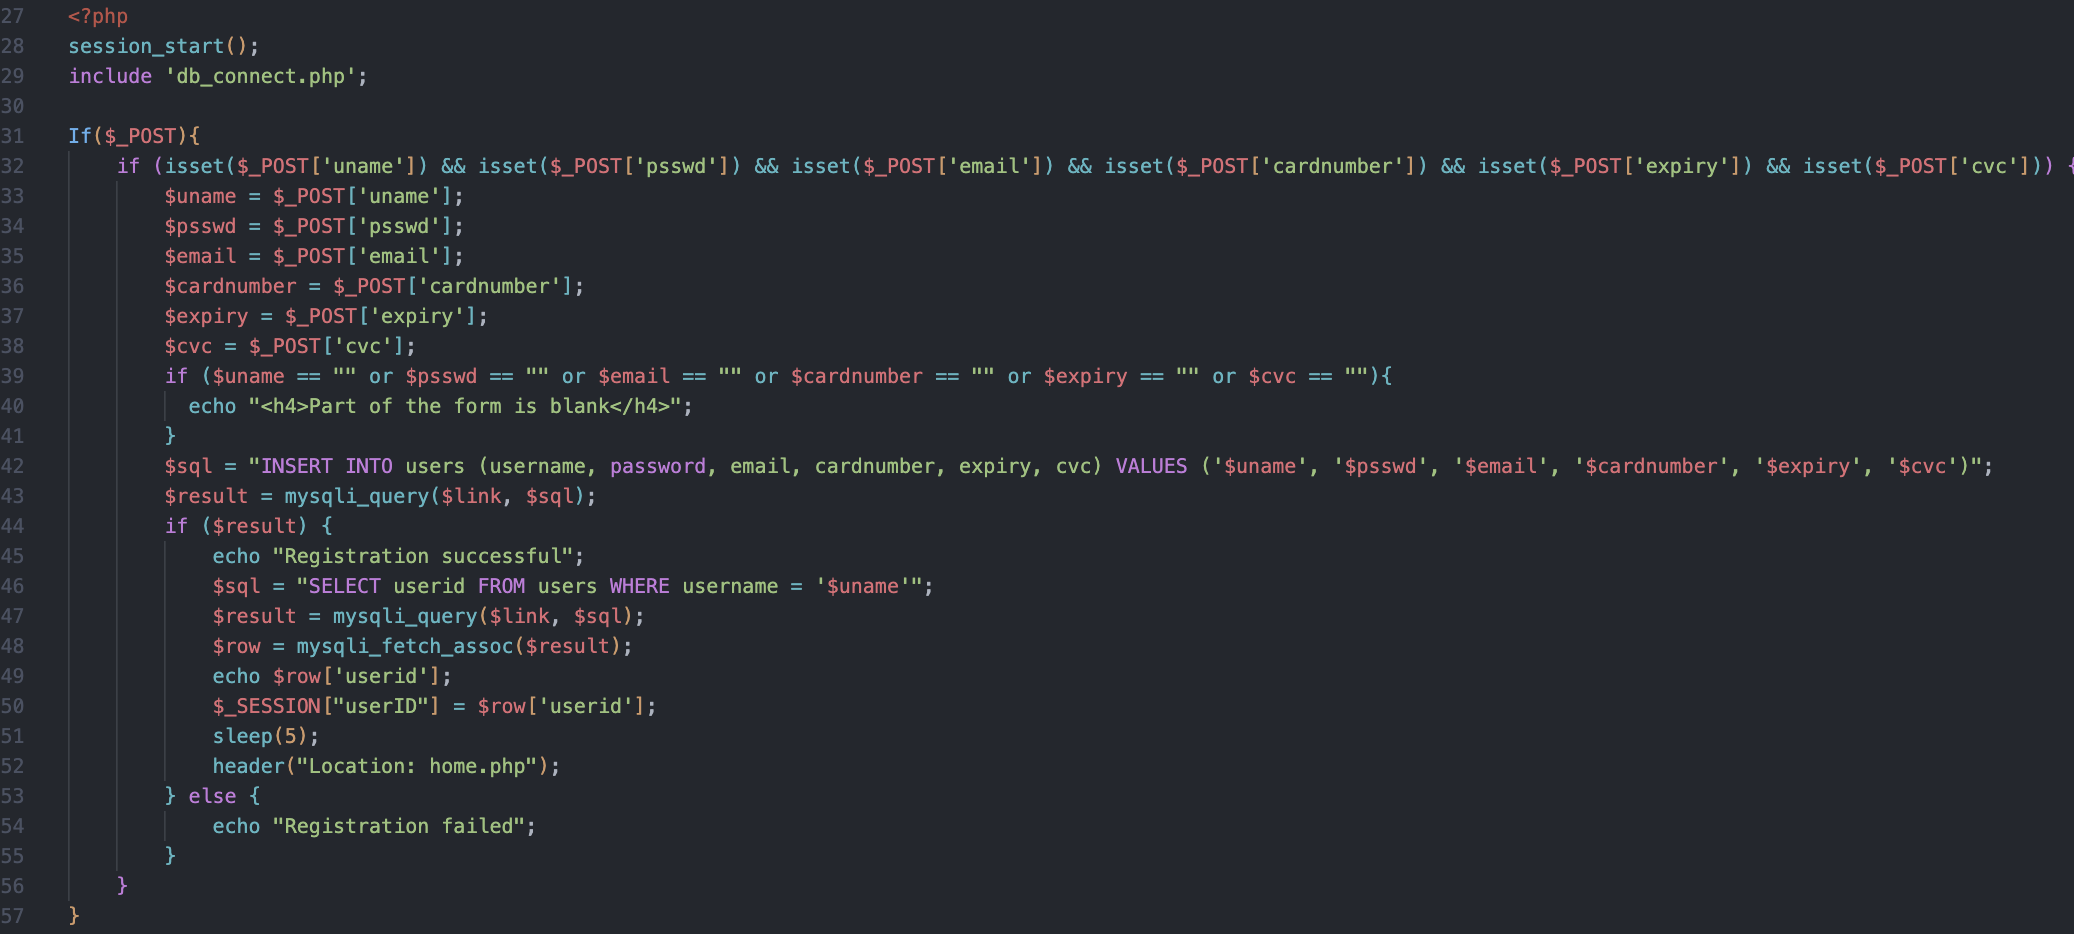 27 <?php
28 session_start();
29 include 'db_connect.php';
30
31 If($_POST){
32 if (isset($_POST['uname']) && isset($_POST['psswd']) && isset($_POST['email']) && isset($_POST['cardnumber']) && isset($_POST['expiry']) && isset($_POST['cvc'])) {
33 $uname = $_POST['uname'];
34 $psswd = $_POST['psswd'];
35 $email = $_POST['email'];
36 $cardnumber = $_POST['cardnumber'];
37 $expiry = $_POST['expiry'];
38 $cvc = $_POST['cvc'];
39 if ($uname == "" or $psswd == "" or $email == "" or $cardnumber == "" or $expiry == "" or $cvc == ""){
40 echo "<h4>Part of the form is blank</h4>";
41 }
42 $sql = "INSERT INTO users (username, password, email, cardnumber, expiry, cvc) VALUES ('$uname', '$psswd', '$email', '$cardnumber', '$expiry', '$cvc')";
43 $result = mysqli_query($link, $sql);
44 if ($result) {
45 echo "Registration successful";
46 $sql = "SELECT userid FROM users WHERE username = '$uname'";
47 $result = mysqli_query($link, $sql);
48 $row = mysqli_fetch_assoc($result);
49 echo $row['userid'];
50 $_SESSION["userID"] = $row['userid'];
51 sleep(5);
52 header("Location: home.php");
53 } else {
54 echo "Registration failed";
55 }
56 }
57 }